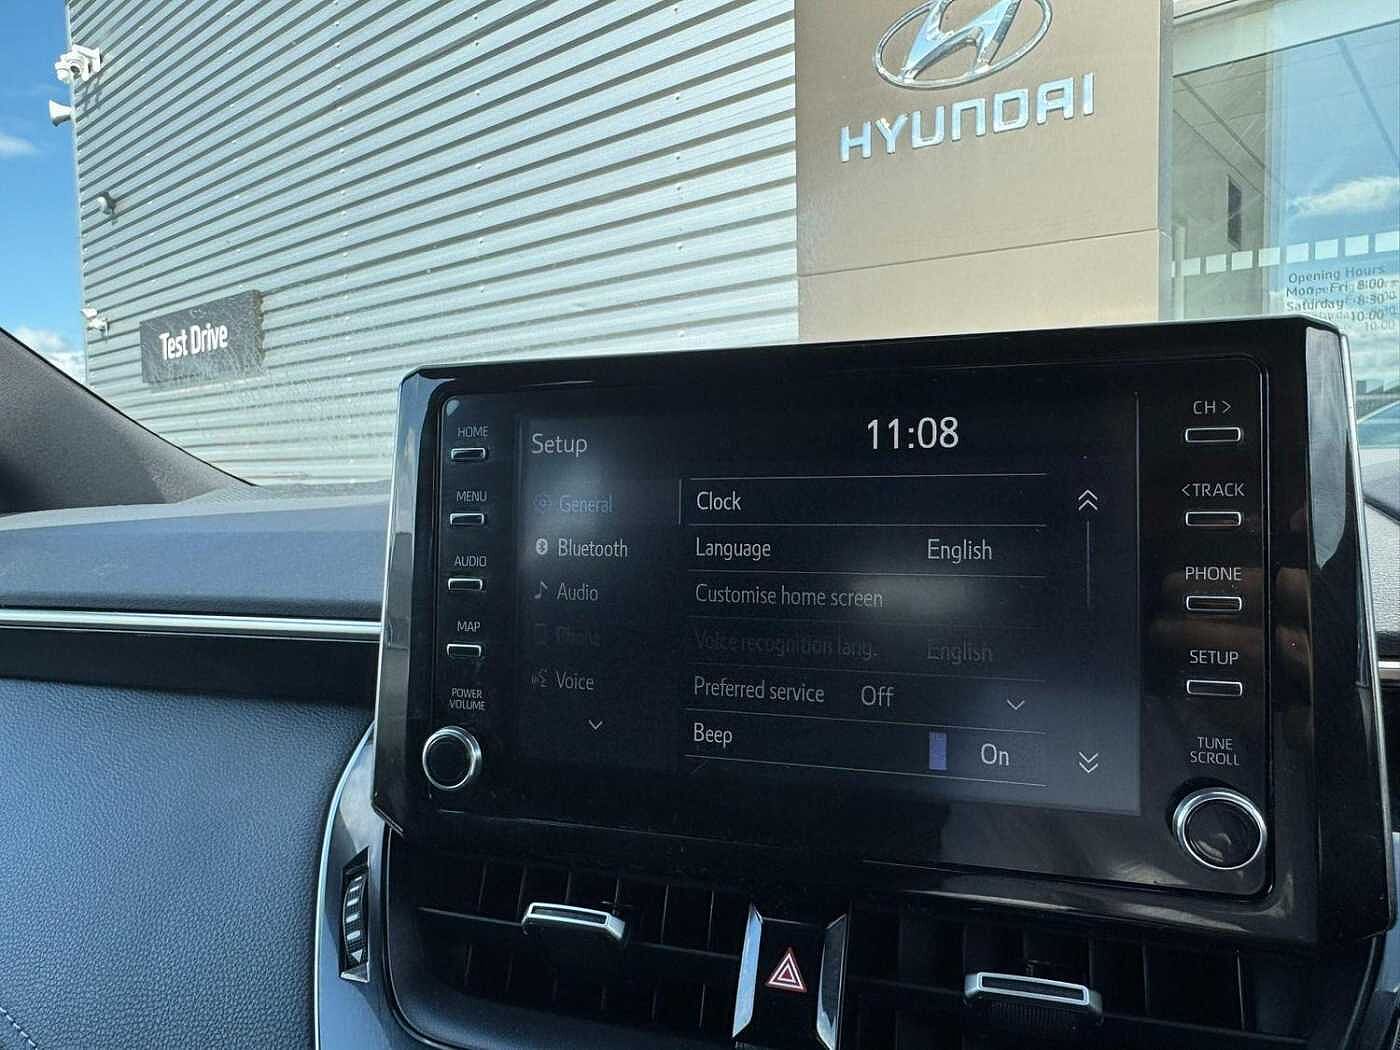 HYUNDAI
Test Drive
Opening Hours
Saturday
HOME
MENU
AUDIO
MAP
POWER
VOLUME
Setup
11:08
General
Bluetooth
Audio
Phone
Voice
Clock
Language English
Customise home screen
Voice recognition lang. English
Preferred service Off
Beep On
CH >
<TRACK
PHONE
SETUP
TUNE
SCROLL